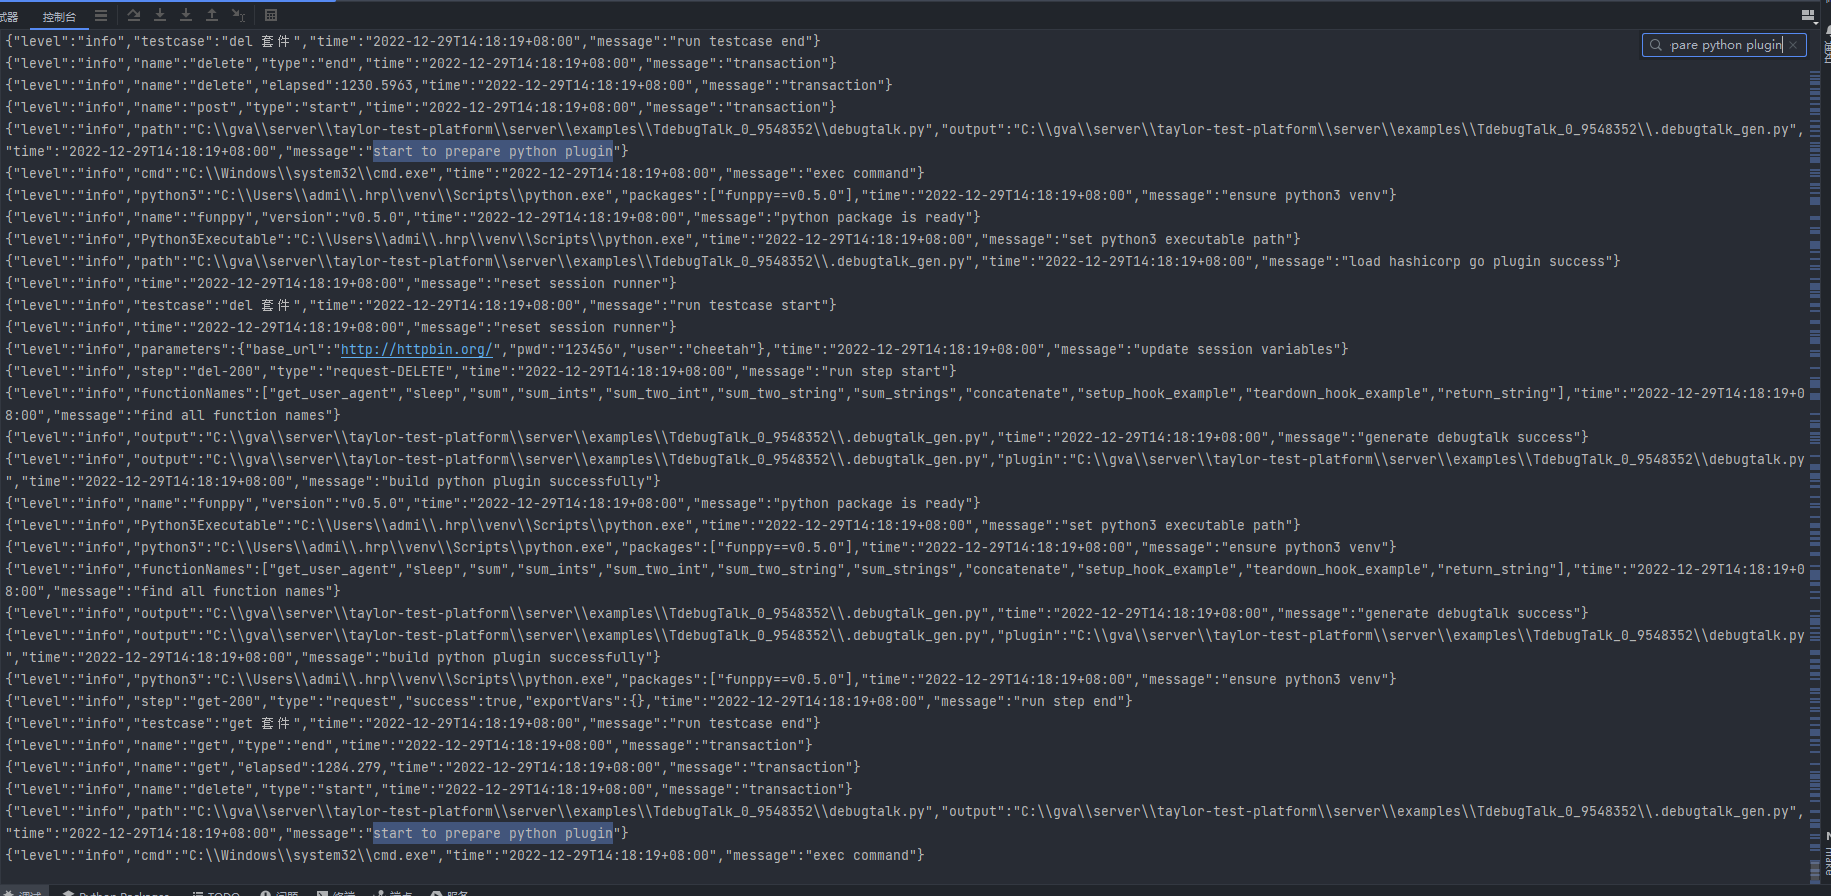 试器 控制台
pare python plugin
{"level":"info","testcase":"del 套件","time":"2022-12-29T14:18:19+08:00","message":"run testcase end"}
{"level":"info","name":"delete","type":"end","time":"2022-12-29T14:18:19+08:00","message":"transaction"}
{"level":"info","name":"delete","elapsed":1230.5963,"time":"2022-12-29T14:18:19+08:00","message":"transaction"}
{"level":"info","name":"post","type":"start","time":"2022-12-29T14:18:19+08:00","message":"transaction"}
{"level":"info","path":"C:\\gva\\server\\taylor-test-platform\\server\\examples\\TdebugTalk_0_9548352\\debugtalk.py","output":"C:\\gva\\server\\taylor-test-platform\\server\\examples\\TdebugTalk_0_9548352\\.debugtalk_gen.py",
"time":"2022-12-29T14:18:19+08:00","message":"start to prepare python plugin"}
{"level":"info","cmd":"C:\\Windows\\system32\\cmd.exe","time":"2022-12-29T14:18:19+08:00","message":"exec command"}
{"level":"info","python3":"C:\\Users\\admi\\.hrp\\venv\\Scripts\\python.exe","packages":["funppy==v0.5.0"],"time":"2022-12-29T14:18:19+08:00","message":"ensure python3 venv"}
{"level":"info","name":"funppy","version":"v0.5.0","time":"2022-12-29T14:18:19+08:00","message":"python package is ready"}
{"level":"info","Python3Executable":"C:\\Users\\admi\\.hrp\\venv\\Scripts\\python.exe","time":"2022-12-29T14:18:19+08:00","message":"set python3 executable path"}
{"level":"info","path":"C:\\gva\\server\\taylor-test-platform\\server\\examples\\TdebugTalk_0_9548352\\.debugtalk_gen.py","time":"2022-12-29T14:18:19+08:00","message":"load hashicorp go plugin success"}
{"level":"info","time":"2022-12-29T14:18:19+08:00","message":"reset session runner"}
{"level":"info","testcase":"del 套件","time":"2022-12-29T14:18:19+08:00","message":"run testcase start"}
{"level":"info","time":"2022-12-29T14:18:19+08:00","message":"reset session runner"}
{"level":"info","parameters":{"base_url":"http://httpbin.org/","pwd":"123456","user":"cheetah"},"time":"2022-12-29T14:18:19+08:00","message":"update session variables"}
{"level":"info","step":"del-200","type":"request-DELETE","time":"2022-12-29T14:18:19+08:00","message":"run step start"}
{"level":"info","functionNames":["get_user_agent","sleep","sum","sum_ints","sum_two_int","sum_two_string","sum_strings","concatenate","setup_hook_example","teardown_hook_example","return_string"],"time":"2022-12-29T14:18:19+0
8:00","message":"find all function names"}
{"level":"info","output":"C:\\gva\\server\\taylor-test-platform\\server\\examples\\TdebugTalk_0_9548352\\.debugtalk_gen.py","time":"2022-12-29T14:18:19+08:00","message":"generate debugtalk success"}
{"level":"info","output":"C:\\gva\\server\\taylor-test-platform\\server\\examples\\TdebugTalk_0_9548352\\.debugtalk_gen.py","plugin":"C:\\gva\\server\\taylor-test-platform\\server\\examples\\TdebugTalk_0_9548352\\debugtalk.py
","time":"2022-12-29T14:18:19+08:00","message":"build python plugin successfully"}
{"level":"info","name":"funppy","version":"v0.5.0","time":"2022-12-29T14:18:19+08:00","message":"python package is ready"}
{"level":"info","Python3Executable":"C:\\Users\\admi\\.hrp\\venv\\Scripts\\python.exe","time":"2022-12-29T14:18:19+08:00","message":"set python3 executable path"}
{"level":"info","python3":"C:\\Users\\admi\\.hrp\\venv\\Scripts\\python.exe","packages":["funppy==v0.5.0"],"time":"2022-12-29T14:18:19+08:00","message":"ensure python3 venv"}
{"level":"info","functionNames":["get_user_agent","sleep","sum","sum_ints","sum_two_int","sum_two_string","sum_strings","concatenate","setup_hook_example","teardown_hook_example","return_string"],"time":"2022-12-29T14:18:19+0
8:00","message":"find all function names"}
{"level":"info","output":"C:\\gva\\server\\taylor-test-platform\\server\\examples\\TdebugTalk_0_9548352\\.debugtalk_gen.py","time":"2022-12-29T14:18:19+08:00","message":"generate debugtalk success"}
{"level":"info","output":"C:\\gva\\server\\taylor-test-platform\\server\\examples\\TdebugTalk_0_9548352\\.debugtalk_gen.py","plugin":"C:\\gva\\server\\taylor-test-platform\\server\\examples\\TdebugTalk_0_9548352\\debugtalk.py
","time":"2022-12-29T14:18:19+08:00","message":"build python plugin successfully"}
{"level":"info","python3":"C:\\Users\\admi\\.hrp\\venv\\Scripts\\python.exe","packages":["funppy==v0.5.0"],"time":"2022-12-29T14:18:19+08:00","message":"ensure python3 venv"}
{"level":"info","step":"get-200","type":"request","success":true,"exportVars":{},"time":"2022-12-29T14:18:19+08:00","message":"run step end"}
{"level":"info","testcase":"get 套件","time":"2022-12-29T14:18:19+08:00","message":"run testcase end"}
{"level":"info","name":"get","type":"end","time":"2022-12-29T14:18:19+08:00","message":"transaction"}
{"level":"info","name":"get","elapsed":1284.279,"time":"2022-12-29T14:18:19+08:00","message":"transaction"}
{"level":"info","name":"delete","type":"start","time":"2022-12-29T14:18:19+08:00","message":"transaction"}
{"level":"info","path":"C:\\gva\\server\\taylor-test-platform\\server\\examples\\TdebugTalk_0_9548352\\debugtalk.py","output":"C:\\gva\\server\\taylor-test-platform\\server\\examples\\TdebugTalk_0_9548352\\.debugtalk_gen.py",
"time":"2022-12-29T14:18:19+08:00","message":"start to prepare python plugin"}
{"level":"info","cmd":"C:\\Windows\\system32\\cmd.exe","time":"2022-12-29T14:18:19+08:00","message":"exec command"}
调试 Python Packages TODO 问题 终端 端点 服务